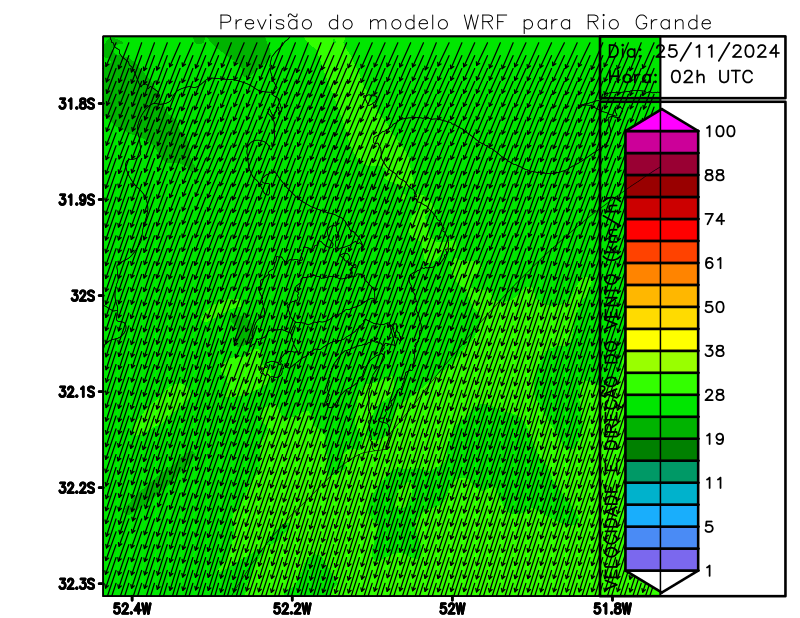 Previsão do modelo WRF para Rio Grande
Dia: 25/11/2024
Hora: 02h UTC
31.8S
31.9S
32S
32.1S
32.2S
32.3S
52.4W
52.2W
52W
51.8W
VELOCIDADE E DIREÇÃO DO VENTO (km/h)
100
88
74
61
50
38
28
19
11
5
1